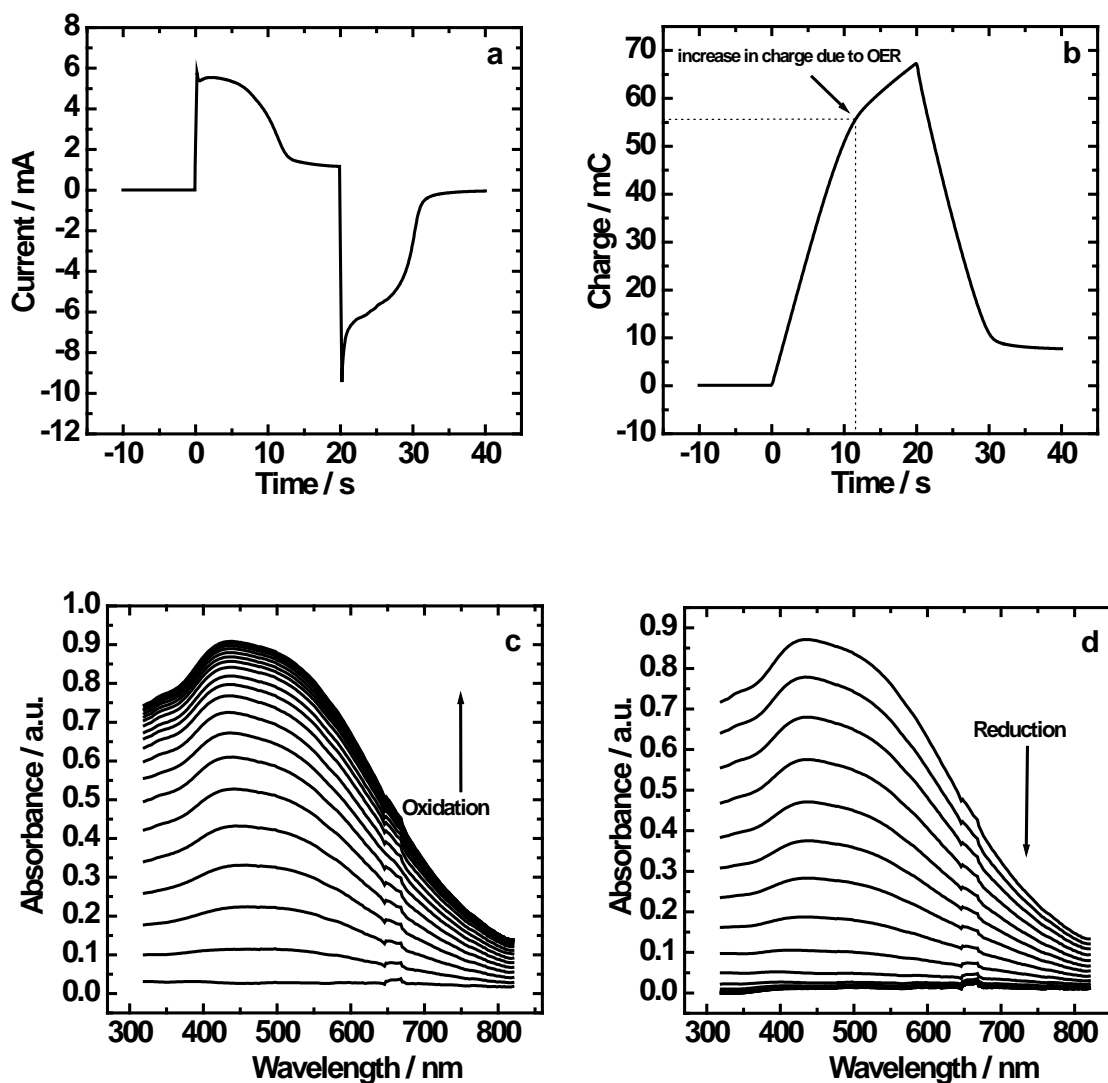 a
8
6
4
2
0
-2
-4
-6
-8
-10
-12
Current / mA
-10 0 10 20 30 40
Time / s
b
increase in charge due to OER
70
60
50
40
30
20
10
0
-10
Charge / mC
-10 0 10 20 30 40
Time / s
c
1.0
0.9
0.8
0.7
0.6
0.5
0.4
0.3
0.2
0.1
0.0
Absorbance / a.u.
Oxidation
300 400 500 600 700 800
Wavelength / nm
d
0.9
0.8
0.7
0.6
0.5
0.4
0.3
0.2
0.1
0.0
Absorbance / a.u.
Reduction
300 400 500 600 700 800
Wavelength / nm